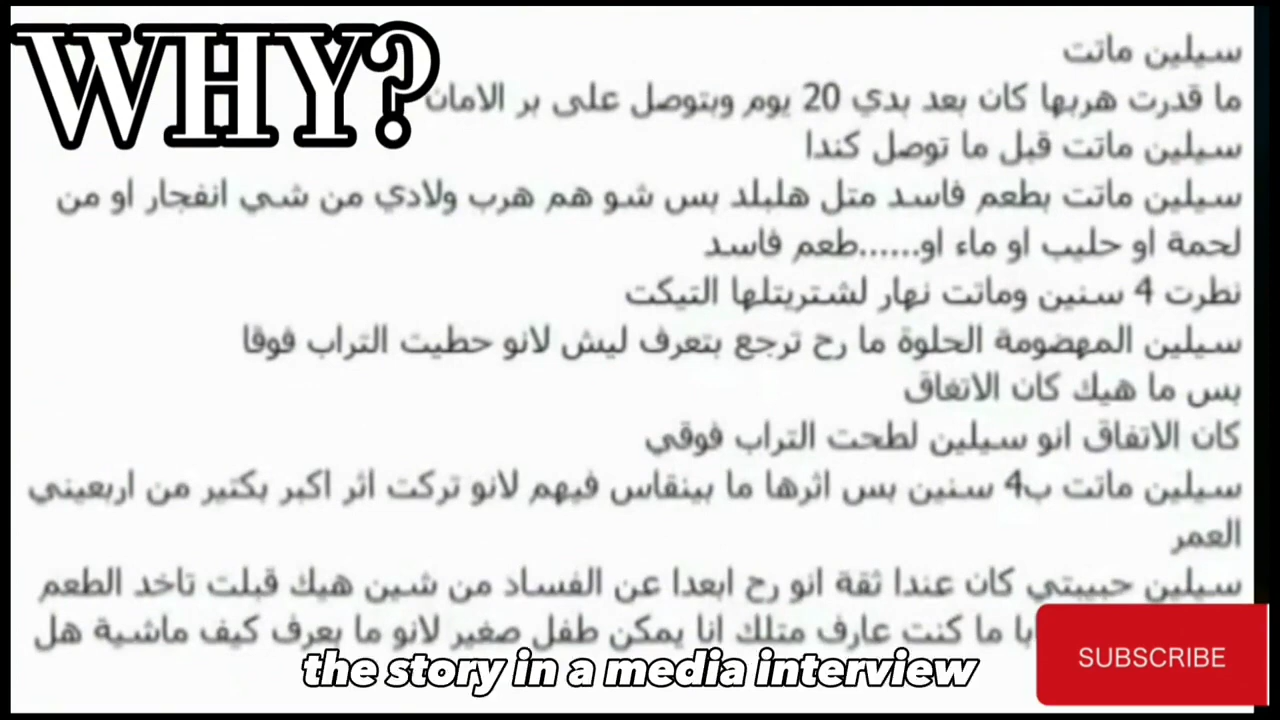 WHY?
سيلين ماتت
ما قدرت هربها كان بعد بدي 20 يوم وبتوصل على بر الامان
سيلين ماتت قبل ما توصل كندا
سيلين ماتت بطعم فاسد متل هلبلد بس شو هم هرب ولادي من شي انفجار او من
لحمة او حليب او ماء او......طعم فاسد
نطرت 4 سنين وماتت نهار لشتريتلها التيكت
سيلين المهضومة الحلوة ما رح ترجع بتعرف ليش لانو حطيت التراب فوقا
بس ما هيك كان الاتفاق
كان الاتفاق انو سيلين لطحت التراب فوقي
سيلين ماتت ب4 سنين بس اثرها ما بينقاس فيهم لانو تركت اثر اكبر بكتير من اربعيني
العمر
سيلين حبيبتي كان عندا ثقة انو رح ابعدا عن الفساد من شين هيك قبلت تاخد الطعم
با ما كنت عارف متلك انا يمكن طفل صغير لانو ما بعرف كيف ماشية هل
the story in a media interview
SUBSCRIBE